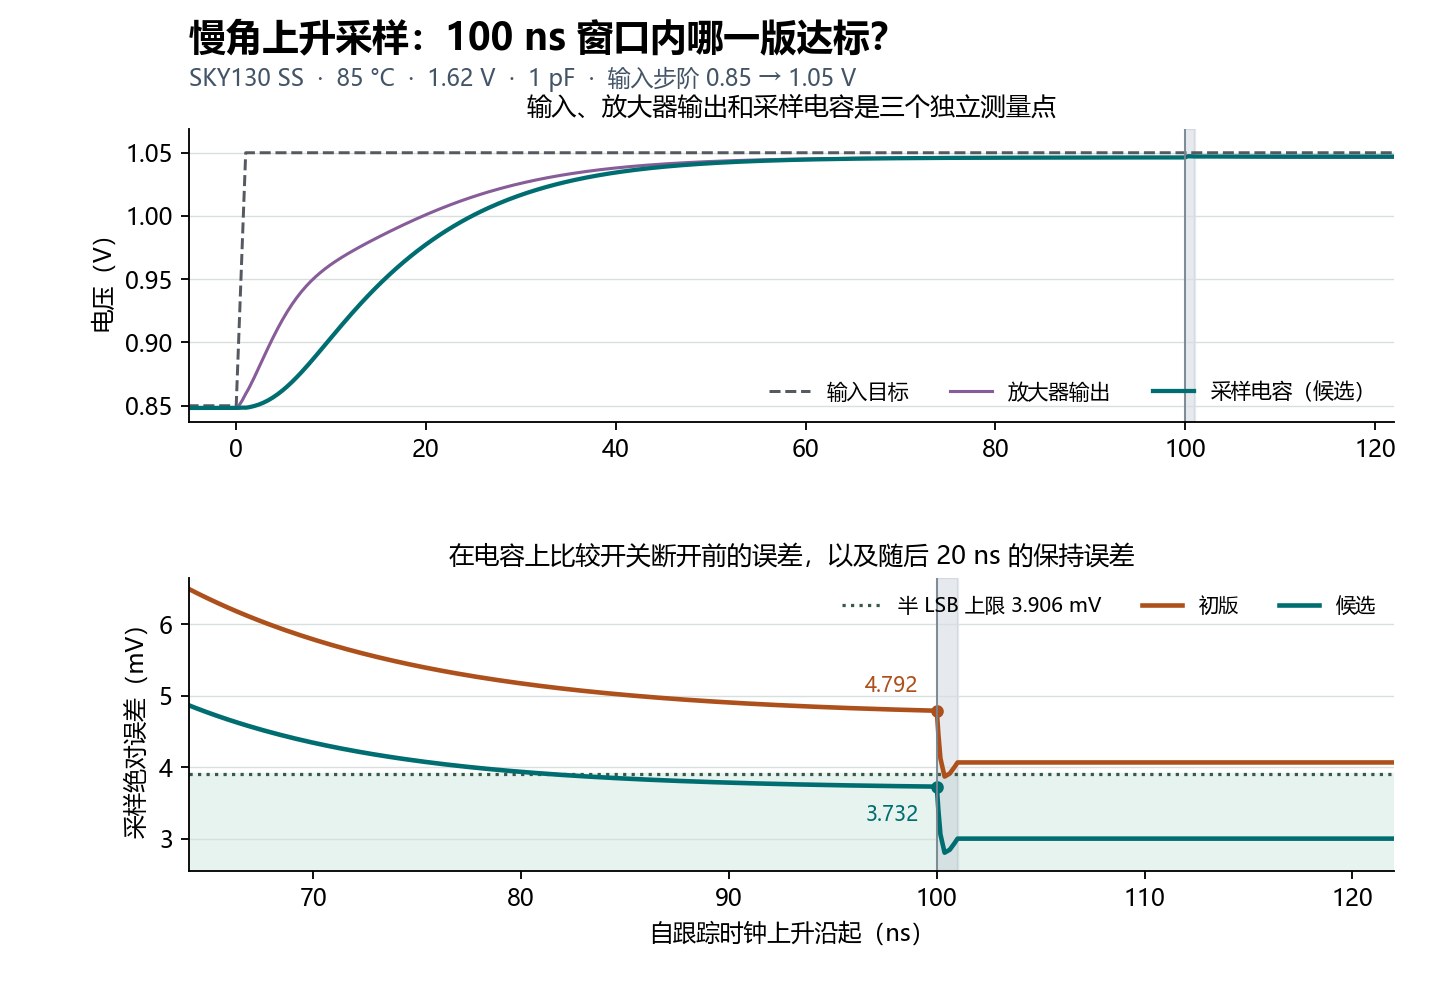 慢角上升采样：100 ns 窗口内哪一版达标？
SKY130 SS · 85 °C · 1.62 V · 1 pF · 输入步阶 0.85 → 1.05 V
输入、放大器输出和采样电容是三个独立测量点
电压（V）
1.05
1.00
0.95
0.90
0.85
输入目标
放大器输出
采样电容（候选）
0 20 40 60 80 100 120
在电容上比较开关断开前的误差，以及随后 20 ns 的保持误差
采样绝对误差（mV）
半 LSB 上限 3.906 mV
初版
候选
6
5
4
3
4.792
3.732
70 80 90 100 110 120
自跟踪时钟上升沿起（ns）